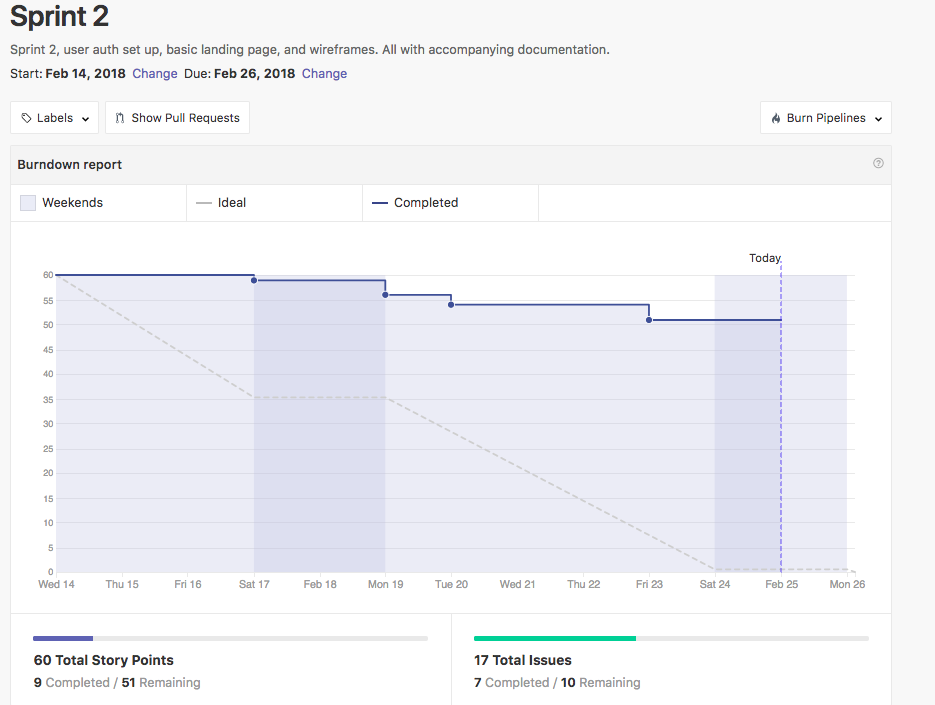 Sprint 2
Sprint 2, user auth set up, basic landing page, and wireframes. All with accompanying documentation.
Start: Feb 14, 2018 Change Due: Feb 26, 2018 Change
Labels Show Pull Requests Burn Pipelines
Burndown report
Weekends Ideal Completed
Today
60
55
50
45
40
35
30
25
20
15
10
5
0
Wed 14 Thu 15 Fri 16 Sat 17 Feb 18 Mon 19 Tue 20 Wed 21 Thu 22 Fri 23 Sat 24 Feb 25 Mon 26
60 Total Story Points
9 Completed / 51 Remaining
17 Total Issues
7 Completed / 10 Remaining